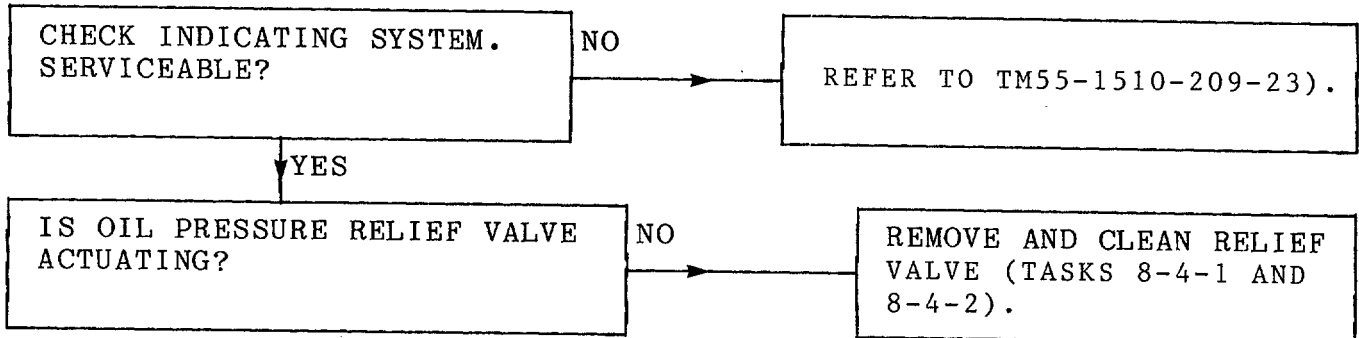 CHECK INDICATING SYSTEM.
SERVICEABLE?
NO
REFER TO TM55-1510-209-23).
YES
IS OIL PRESSURE RELIEF VALVE
ACTUATING?
NO
REMOVE AND CLEAN RELIEF
VALVE (TASKS 8-4-1 AND
8-4-2).